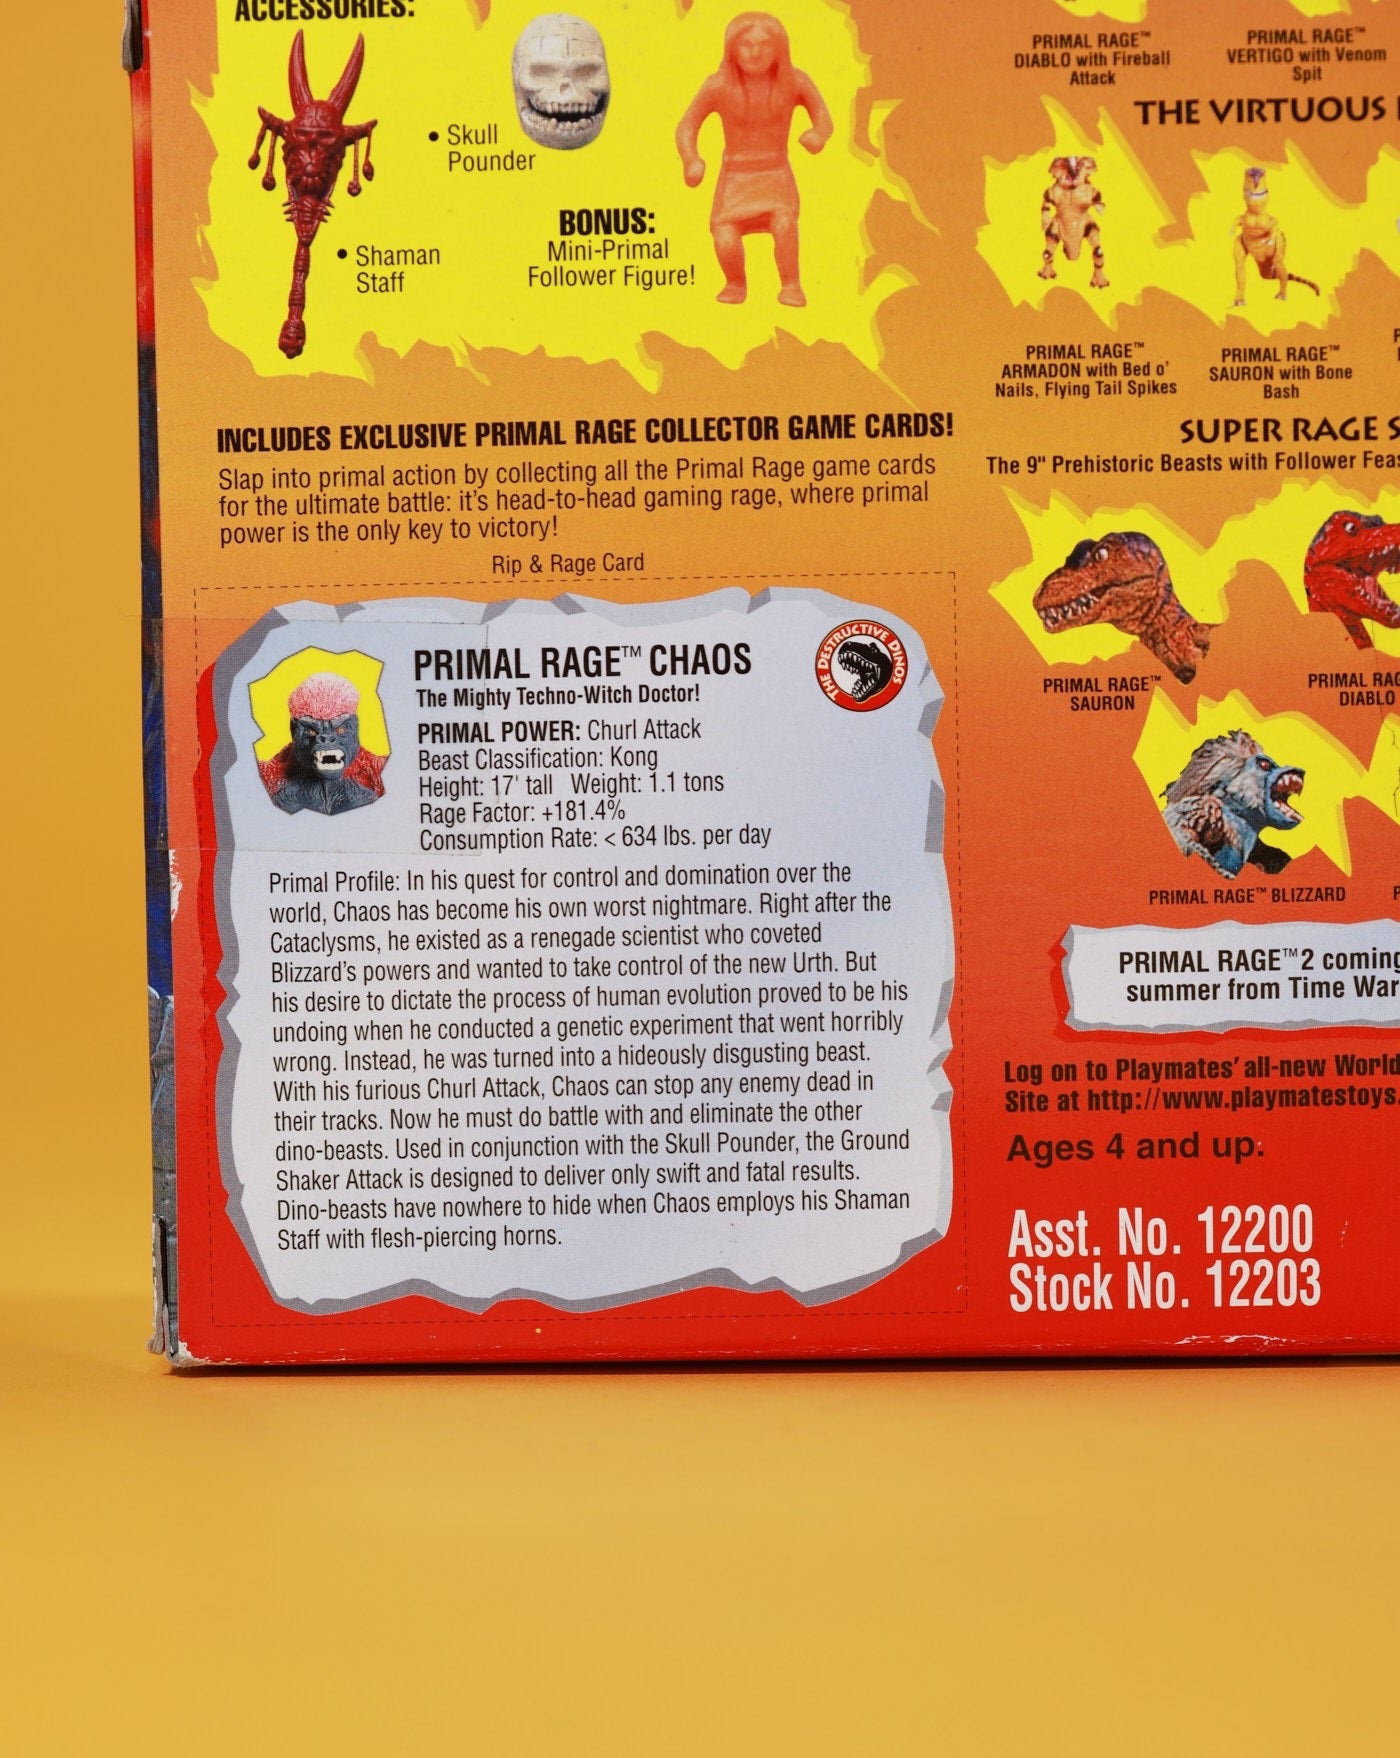 ACCESSORIES:
• Skull
Pounder
• Shaman
Staff
BONUS:
Mini-Primal
Follower Figure!
INCLUDES EXCLUSIVE PRIMAL RAGE COLLECTOR GAME CARDS!
Slap into primal action by collecting all the Primal Rage game cards
for the ultimate battle: it's head-to-head gaming rage, where primal
power is the only key to victory!
Rip & Rage Card
PRIMAL RAGE™ CHAOS
The Mighty Techno-Witch Doctor!
THE DESTRUCTIVE DINOS
PRIMAL POWER: Churl Attack
Beast Classification: Kong
Height: 17' tall Weight: 1.1 tons
Rage Factor: +181.4%
Consumption Rate: < 634 lbs. per day
Primal Profile: In his quest for control and domination over the
world, Chaos has become his own worst nightmare. Right after the
Cataclysms, he existed as a renegade scientist who coveted
Blizzard's powers and wanted to take control of the new Urth. But
his desire to dictate the process of human evolution proved to be his
undoing when he conducted a genetic experiment that went horribly
wrong. Instead, he was turned into a hideously disgusting beast.
With his furious Churl Attack, Chaos can stop any enemy dead in
their tracks. Now he must do battle with and eliminate the other
dino-beasts. Used in conjunction with the Skull Pounder, the Ground
Shaker Attack is designed to deliver only swift and fatal results.
Dino-beasts have nowhere to hide when Chaos employs his Shaman
Staff with flesh-piercing horns.
PRIMAL RAGE™
DIABLO with Fireball
Attack
PRIMAL RAGE™
VERTIGO with Venom
Spit
THE VIRTUOUS
PRIMAL RAGE™
ARMADON with Bed o'
Nails, Flying Tail Spikes
PRIMAL RAGE™
SAURON with Bone
Bash
SUPER RAGE S
The 9" Prehistoric Beasts with Follower Feas
PRIMAL RAGE™
SAURON
PRIMAL RAG
DIABLO
PRIMAL RAGE™ BLIZZARD
PRIMAL RAGE™ 2 coming
summer from Time War
Log on to Playmates' all-new World
Site at http://www.playmatestoys.
Ages 4 and up.
Asst. No. 12200
Stock No. 12203